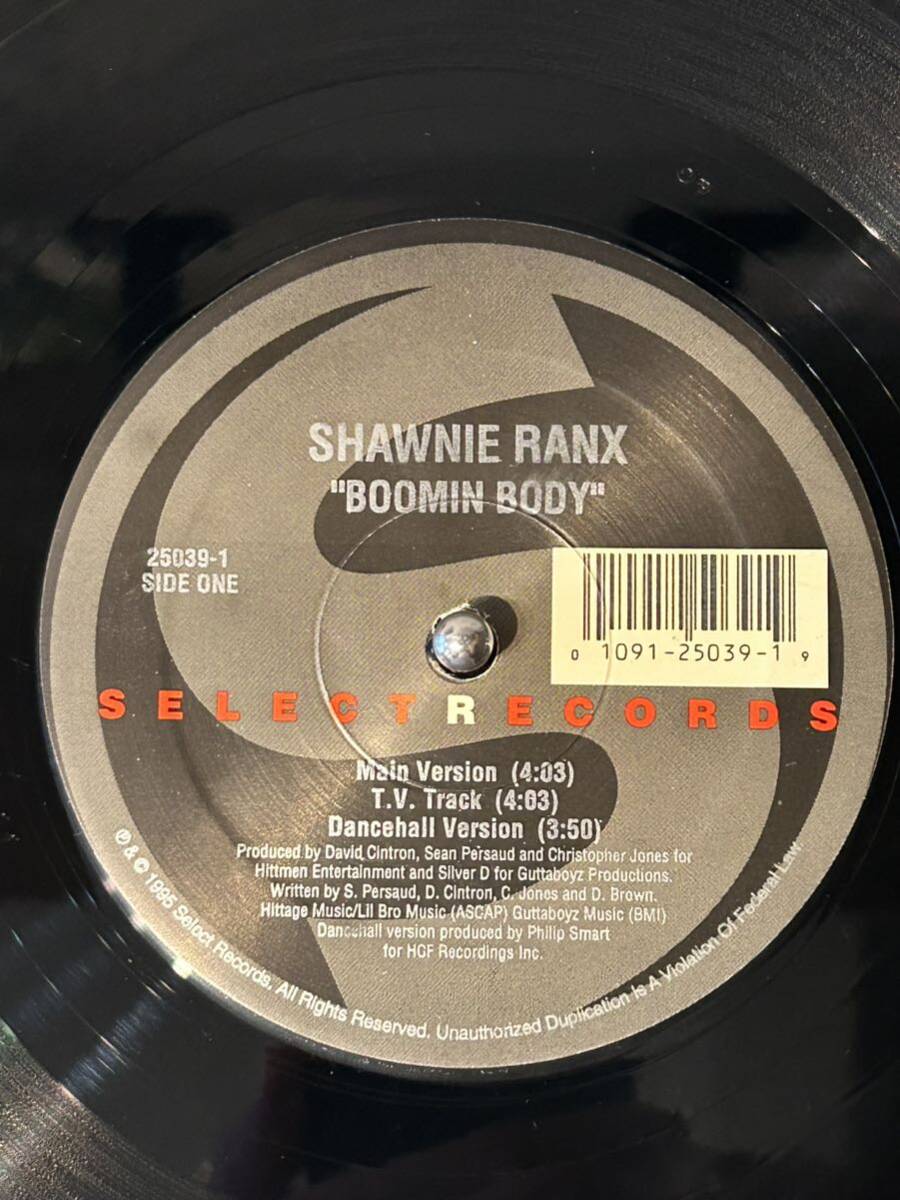 SHAWNIE RANX
"BOOMIN BODY"
25039-1
SIDE ONE
0 1091-25039-1 9
SELECTRECORDS
Main Version (4:03)
T.V. Track (4:03)
Dancehall Version (3:50)
Produced by David Cintron, Sean Persaud and Christopher Jones for
Hittmen Entertainment and Silver D for Guttaboyz Productions.
Written by S. Persaud, D. Cintron, C. Jones and D. Brown.
Hittage Music/Lil Bro Music (ASCAP) Guttaboyz Music (BMI)
Dancehall version produced by Philip Smart
for HCF Recordings Inc.
℗ & © 1995 Select Records. All Rights Reserved. Unauthorized Duplication Is A Violation Of Federal Law